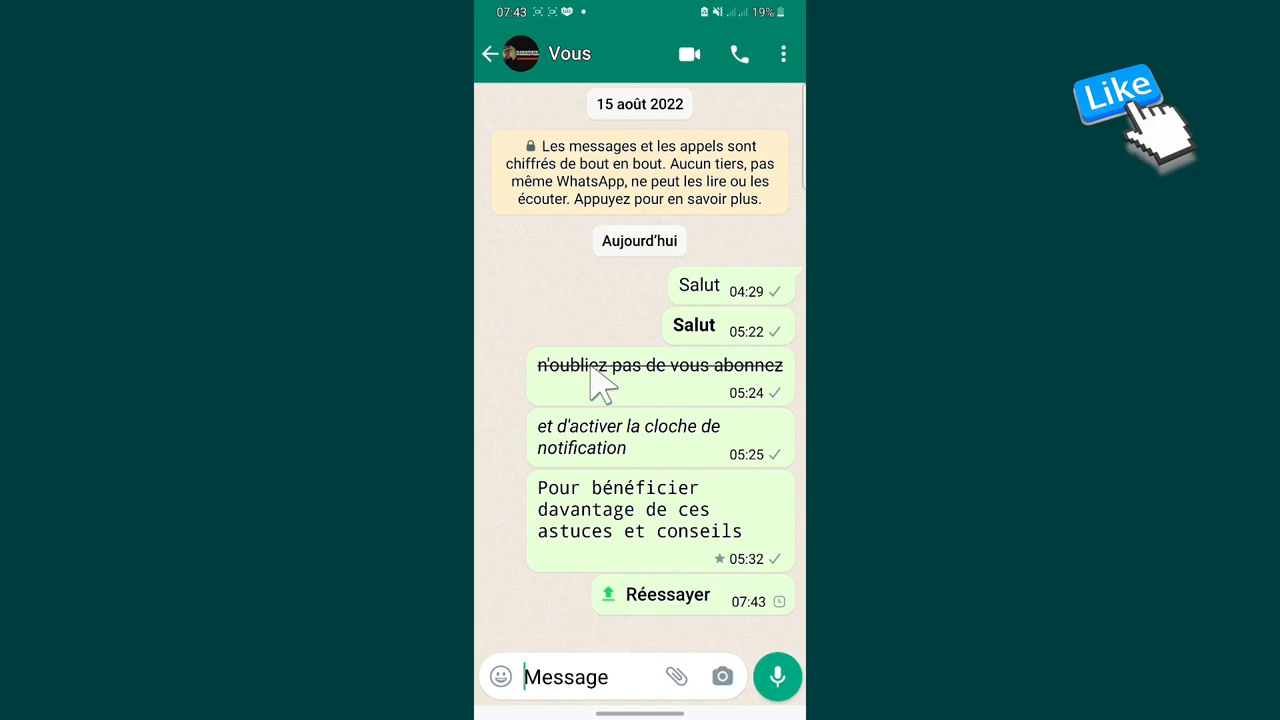 07:43
19%
Vous
15 août 2022
Les messages et les appels sont
chiffrés de bout en bout. Aucun tiers, pas
même WhatsApp, ne peut les lire ou les
écouter. Appuyez pour en savoir plus.
Aujourd'hui
Salut 04:29
Salut 05:22
n'oubliez pas de vous abonnez
05:24
et d'activer la cloche de
notification 05:25
Pour bénéficier
davantage de ces
astuces et conseils
05:32
Réessayer 07:43
Message
Like